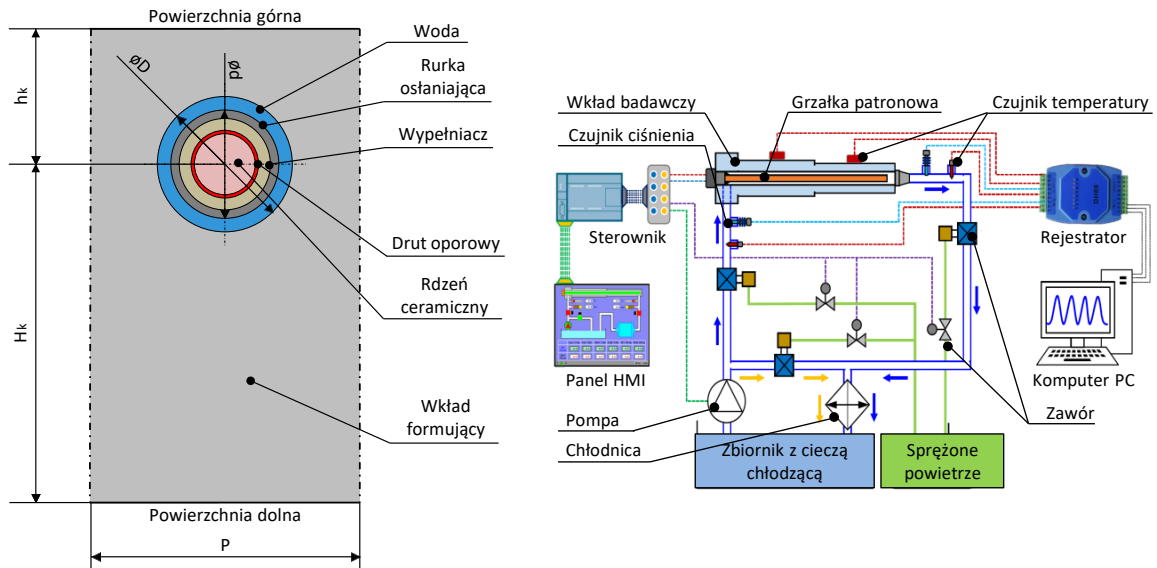 Powierzchnia górna
Woda
Rurka
osłaniająca
Wypełniacz
Drut oporowy
Rdzeń
ceramiczny
Wkład
formujący
hₖ
Hₖ
øD
ød
Powierzchnia dolna
P
Wkład badawczy
Grzałka patronowa
Czujnik temperatury
Czujnik ciśnienia
Sterownik
Rejestrator
Panel HMI
Komputer PC
Pompa
Zawór
Chłodnica
Zbiornik z cieczą
chłodzącą
Sprężone
powietrze